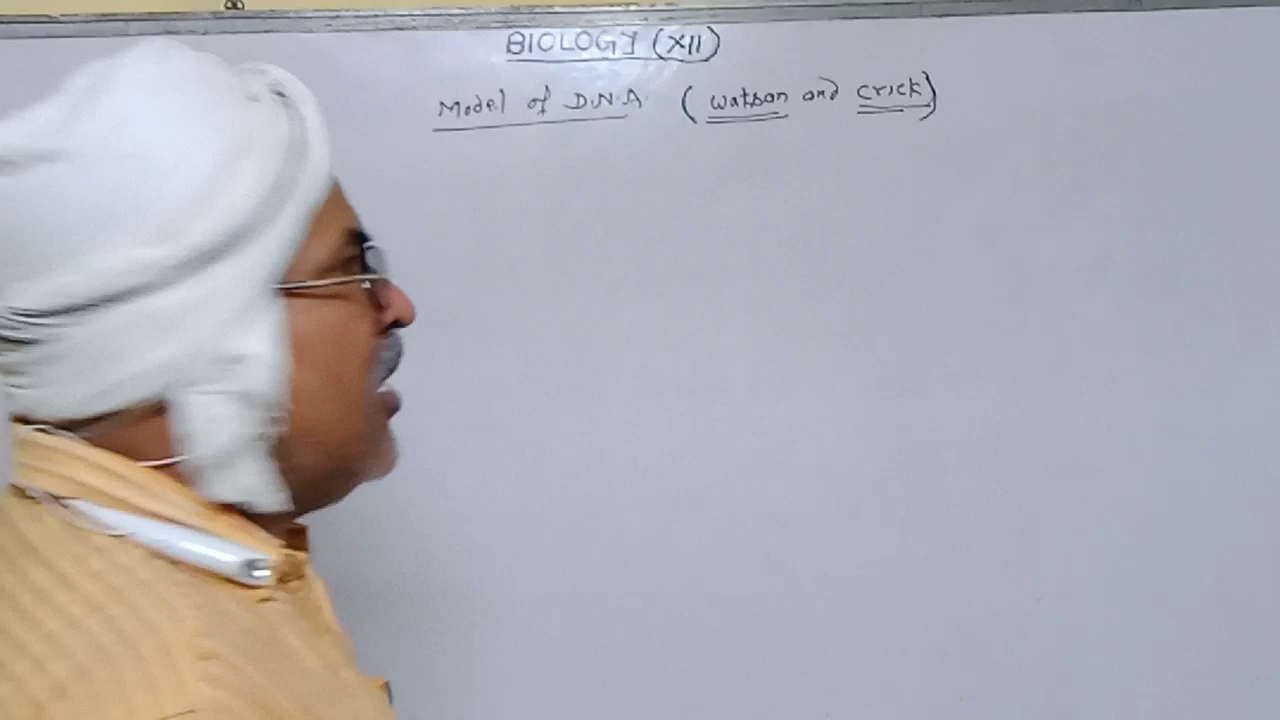 BIOLOGY (XII)
Model of D.N.A. (Watson and Crick)